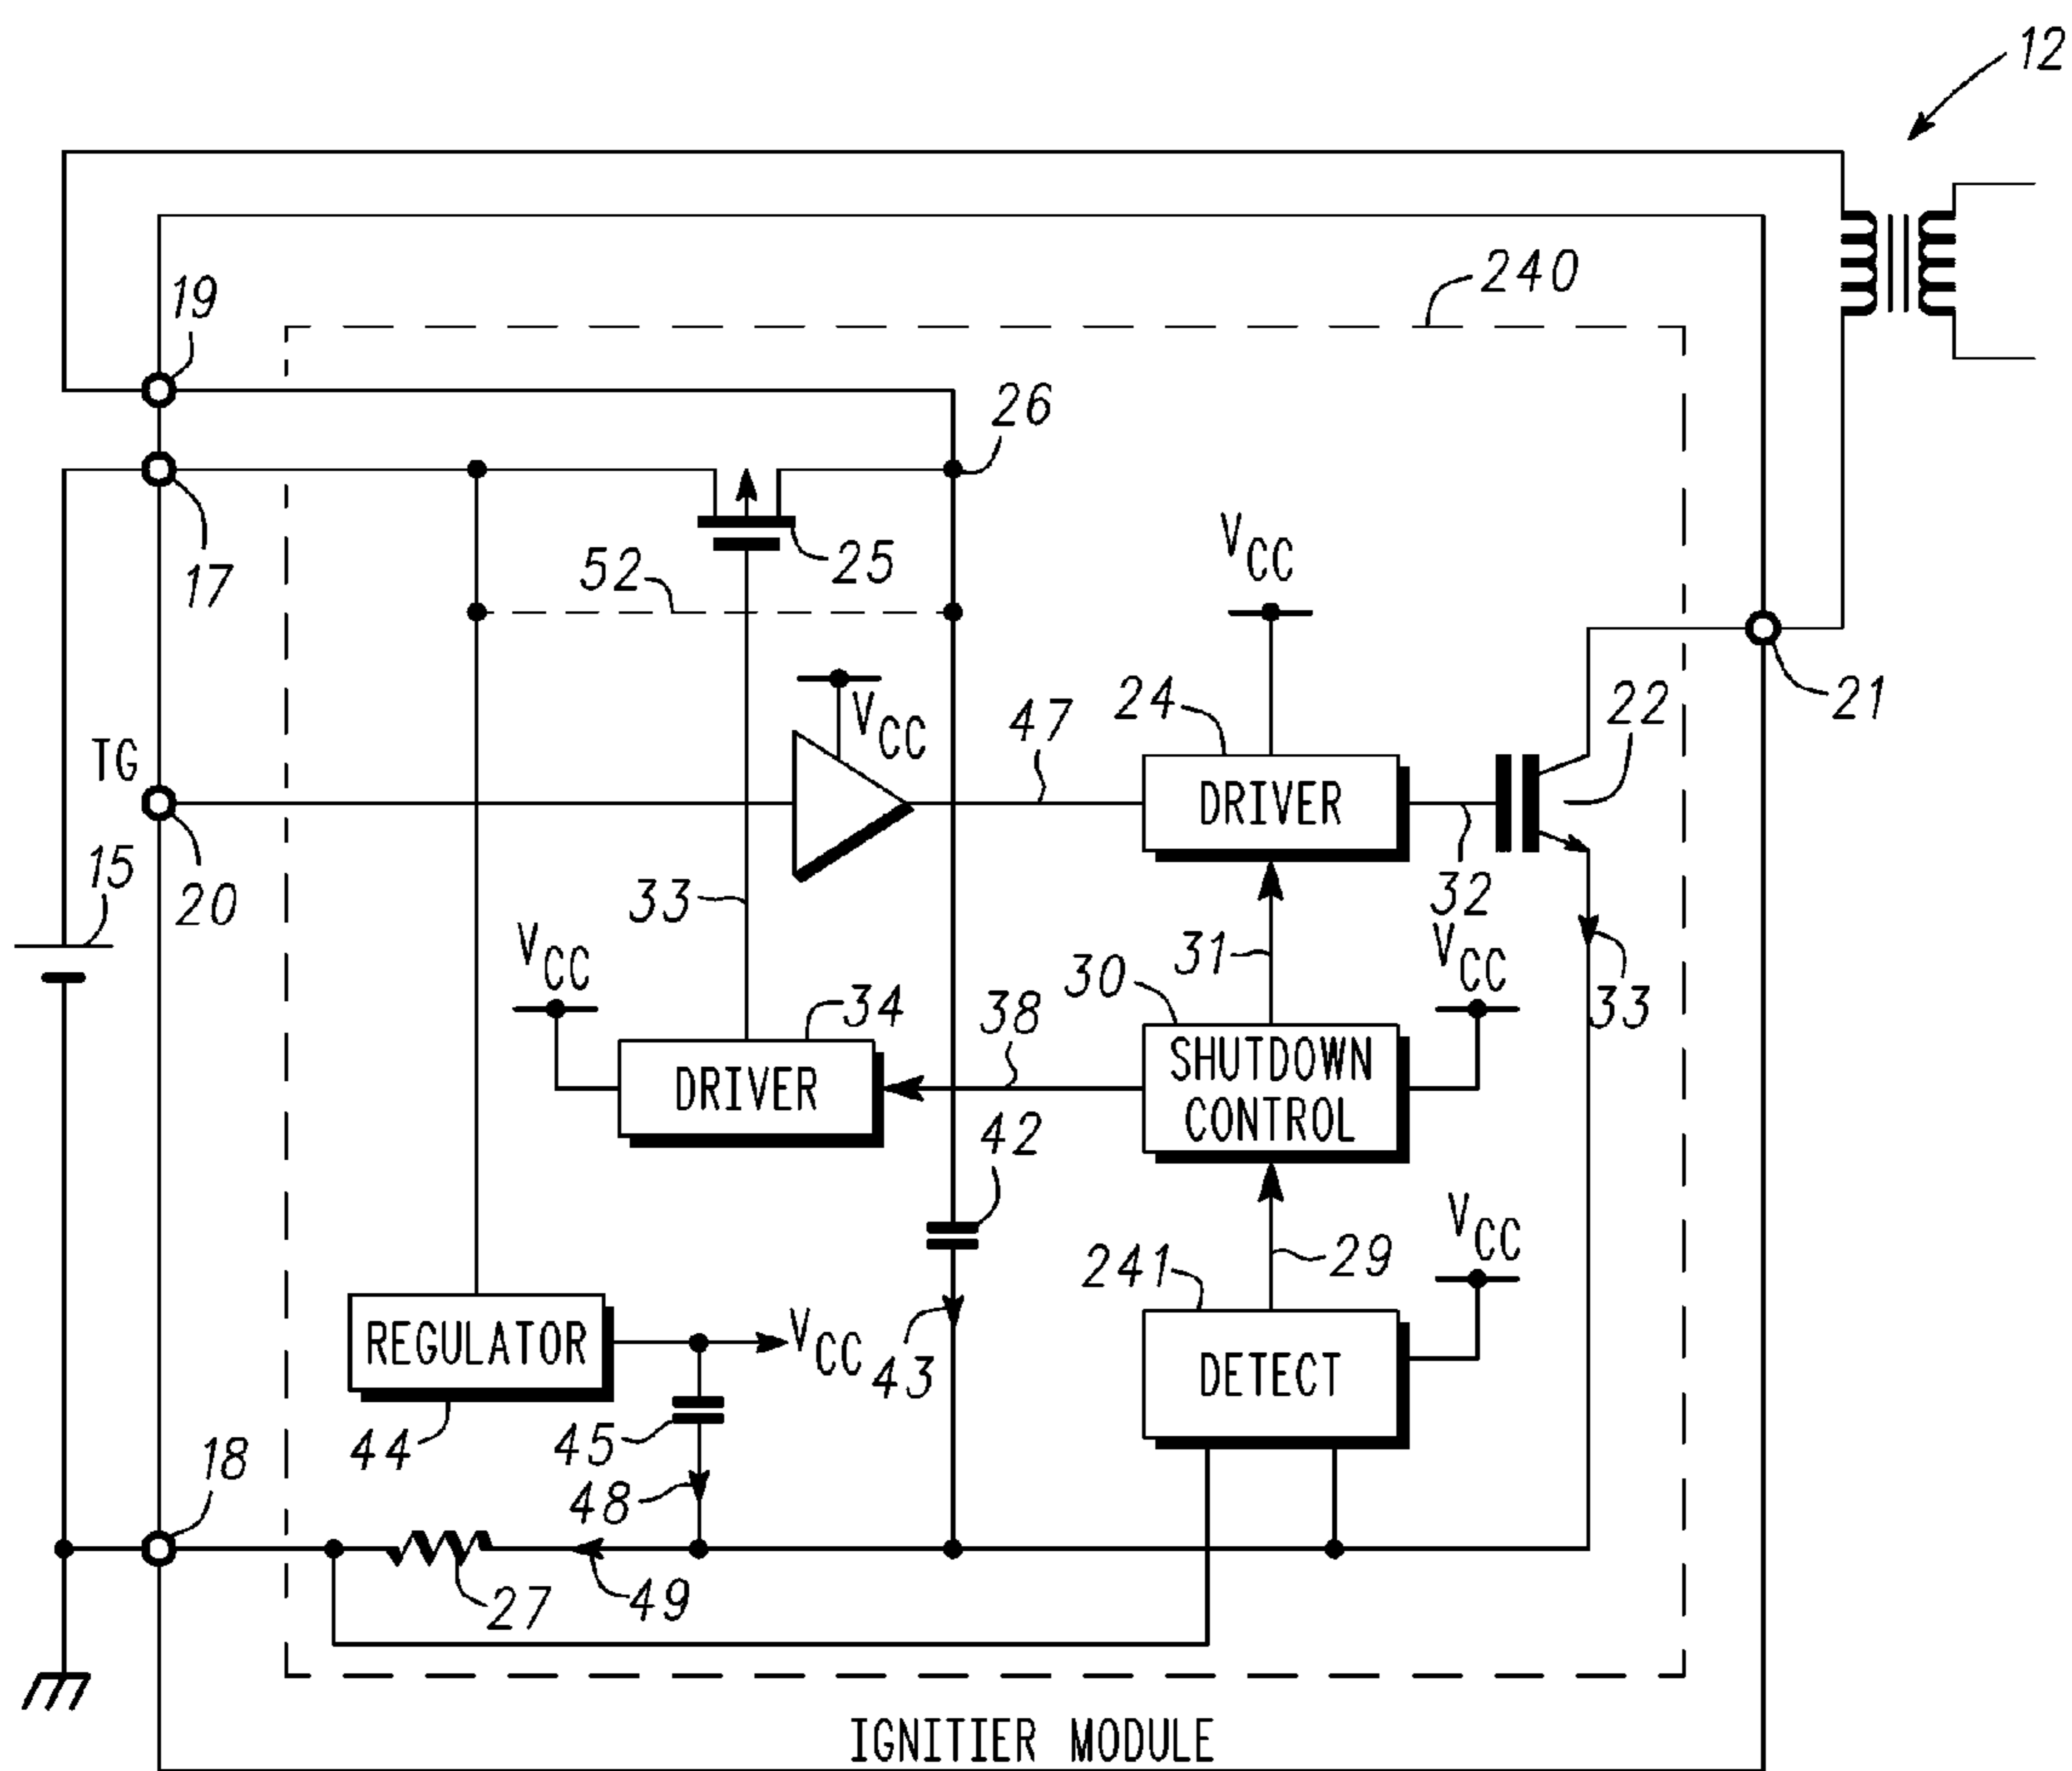 12
240
19
26
17
25
52
VCC
VCC
TG
47
24
22
21
DRIVER
15
20
33
32
VCC
31
30
VCC
33
34
38
DRIVER
SHUTDOWN
CONTROL
42
VCC
241
29
REGULATOR
VCC
43
DETECT
44
45
18
48
27
49
IGNITIER MODULE